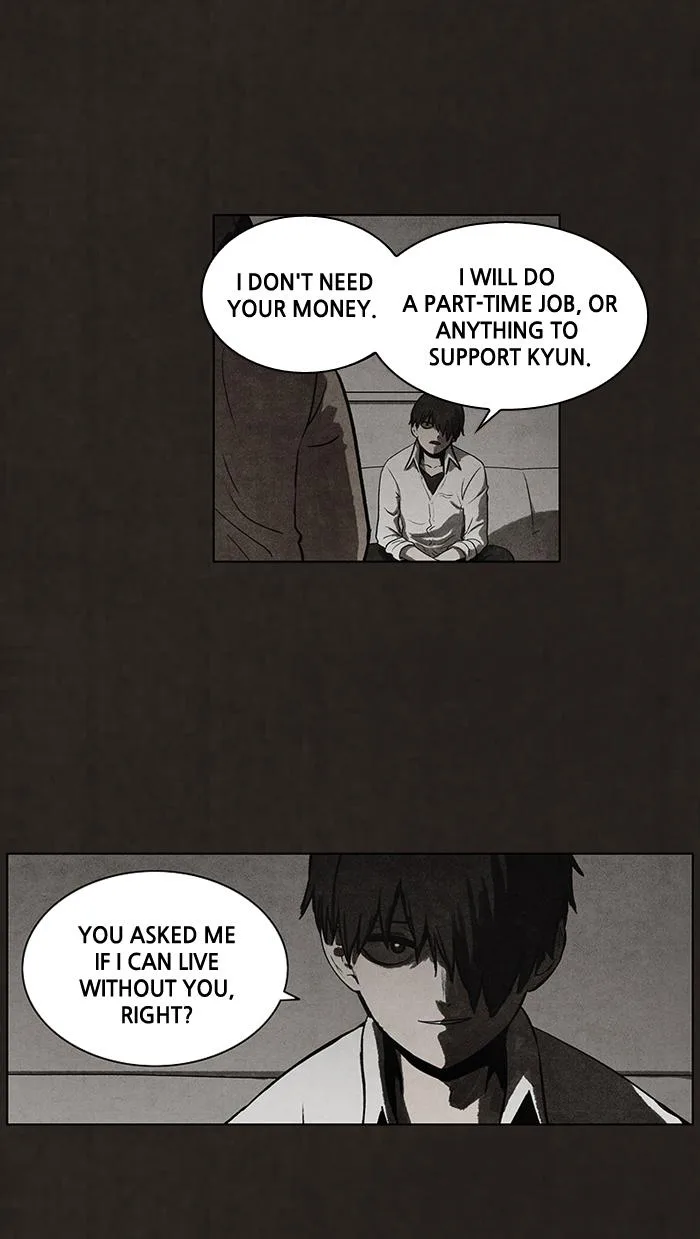 I DON'T NEED
YOUR MONEY.
I WILL DO
A PART-TIME JOB, OR
ANYTHING TO
SUPPORT KYUN.
YOU ASKED ME
IF I CAN LIVE
WITHOUT YOU,
RIGHT?